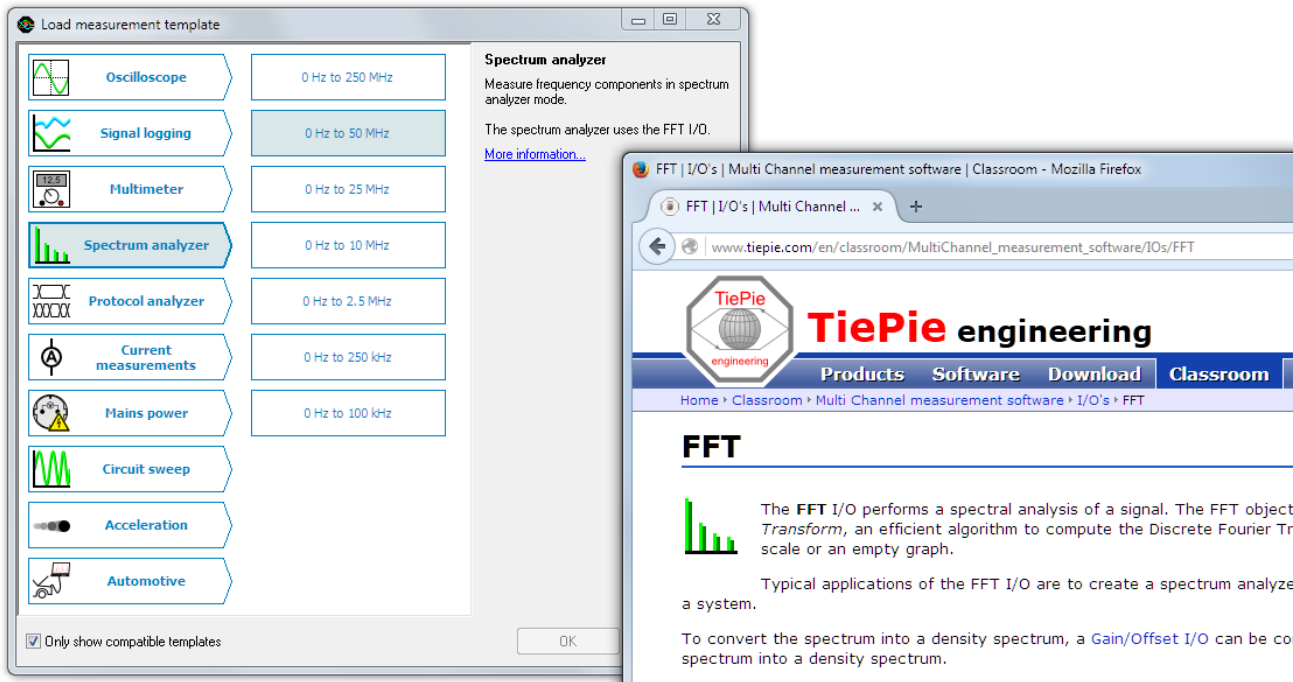 Load measurement template
Oscilloscope
Signal logging
12.5
Multimeter
Spectrum analyzer
Protocol analyzer
A
Current
measurements
Mains power
Circuit sweep
Acceleration
Automotive
0 Hz to 250 MHz
0 Hz to 50 MHz
0 Hz to 25 MHz
0 Hz to 10 MHz
0 Hz to 2.5 MHz
0 Hz to 250 kHz
0 Hz to 100 kHz
Spectrum analyzer
Measure frequency components in spectrum
analyzer mode.
The spectrum analyzer uses the FFT I/O.
More information...
Only show compatible templates
OK
FFT | I/O's | Multi Channel measurement software | Classroom - Mozilla Firefox
FFT | I/O's | Multi Channel ...
www.tiepie.com/en/classroom/MultiChannel_measurement_software/IOs/FFT
TiePie
engineering
TiePie engineering
Products Software Download Classroom
Home › Classroom › Multi Channel measurement software › I/O's › FFT
FFT
The FFT I/O performs a spectral analysis of a signal. The FFT object
Transform, an efficient algorithm to compute the Discrete Fourier Tr
scale or an empty graph.
Typical applications of the FFT I/O are to create a spectrum analyze
a system.
To convert the spectrum into a density spectrum, a Gain/Offset I/O can be co
spectrum into a density spectrum.